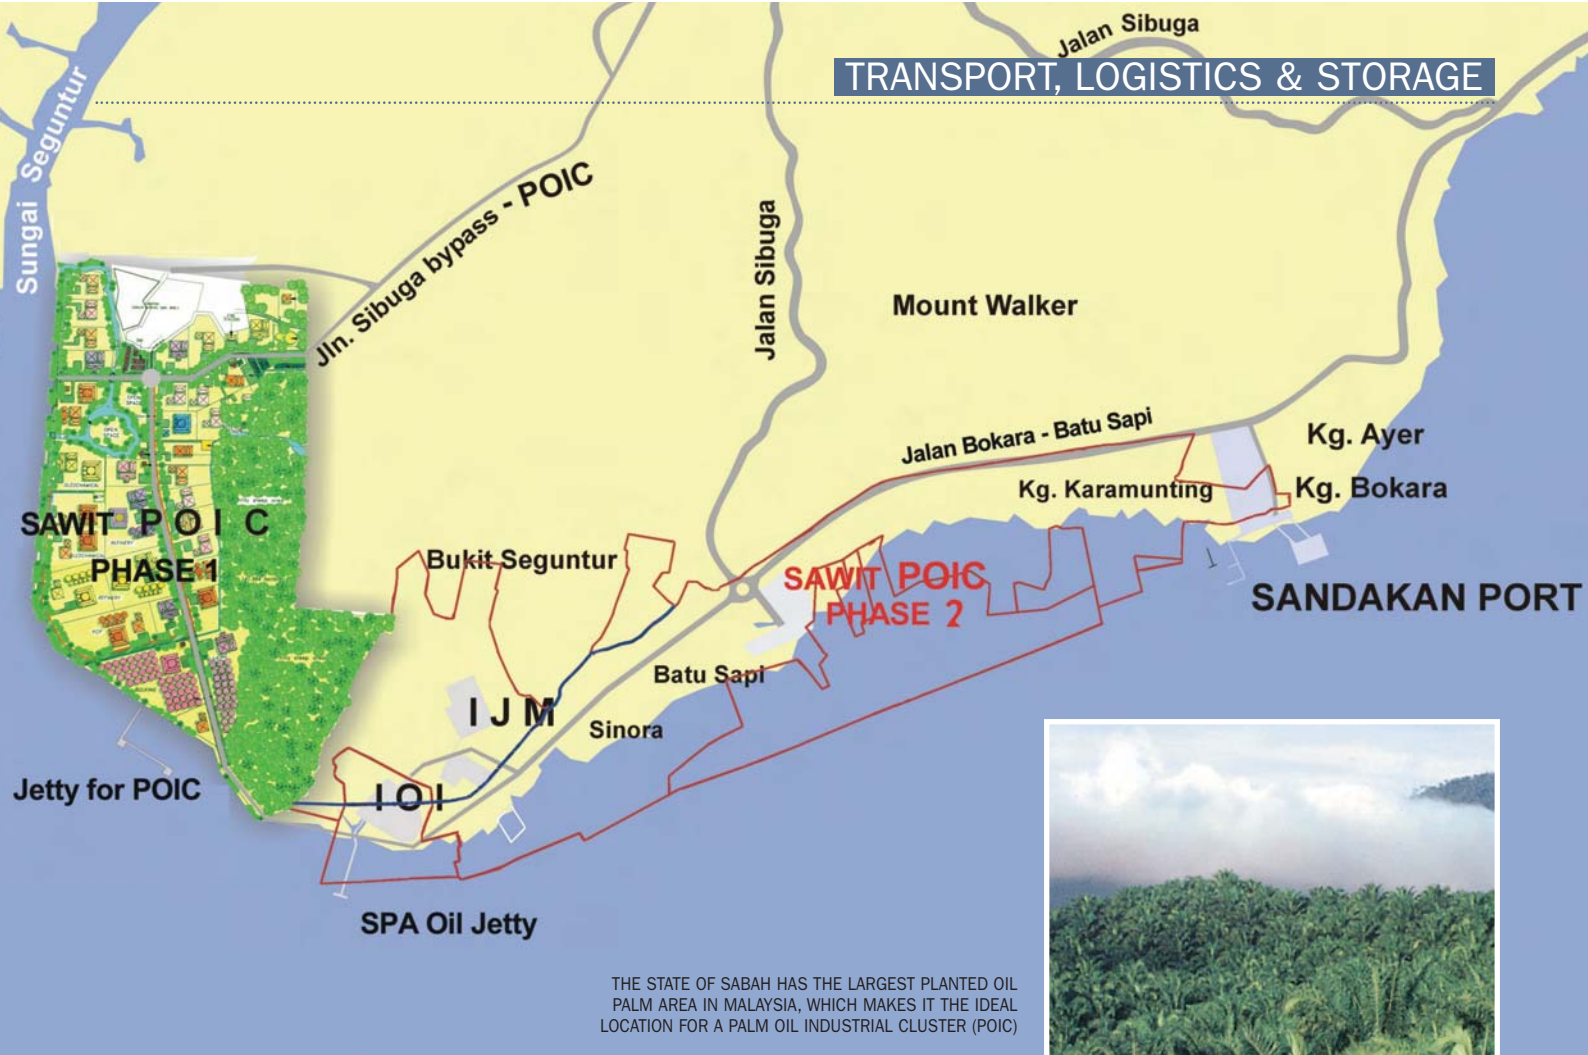 Jalan Sibuga
TRANSPORT, LOGISTICS & STORAGE
Sungai Seguntur
Jln. Sibuga bypass - POIC
Jalan Sibuga
Mount Walker
Jalan Bokara - Batu Sapi
Kg. Ayer
Kg. Karamunting
Kg. Bokara
OPEN
SPACE
SAWIT P O I C
PHASE 1
Bukit Seguntur
SAWIT POIC
PHASE 2
SANDAKAN PORT
Batu Sapi
I J M
Sinora
Jetty for POIC
I O I
SPA Oil Jetty
THE STATE OF SABAH HAS THE LARGEST PLANTED OIL
PALM AREA IN MALAYSIA, WHICH MAKES IT THE IDEAL
LOCATION FOR A PALM OIL INDUSTRIAL CLUSTER (POIC)